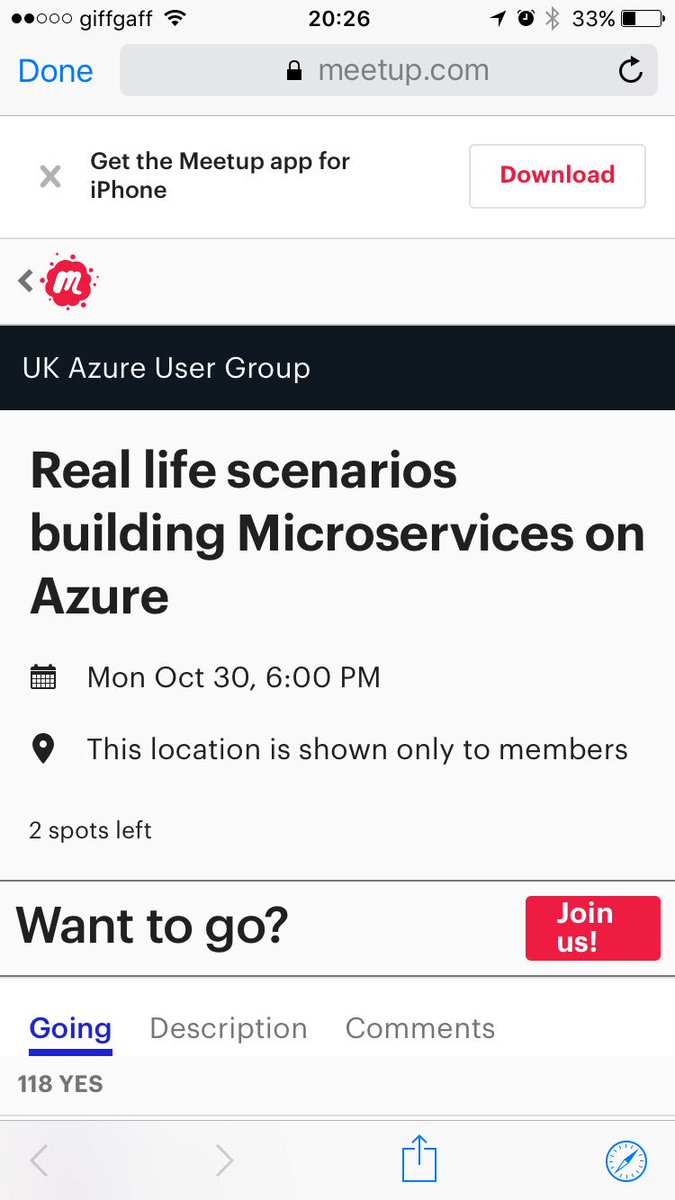 giffgaff 20:26 33%
Done meetup.com
Get the Meetup app for
iPhone
Download
m
UK Azure User Group
Real life scenarios
building Microservices on
Azure
Mon Oct 30, 6:00 PM
This location is shown only to members
2 spots left
Want to go?
Join
us!
Going Description Comments
118 YES